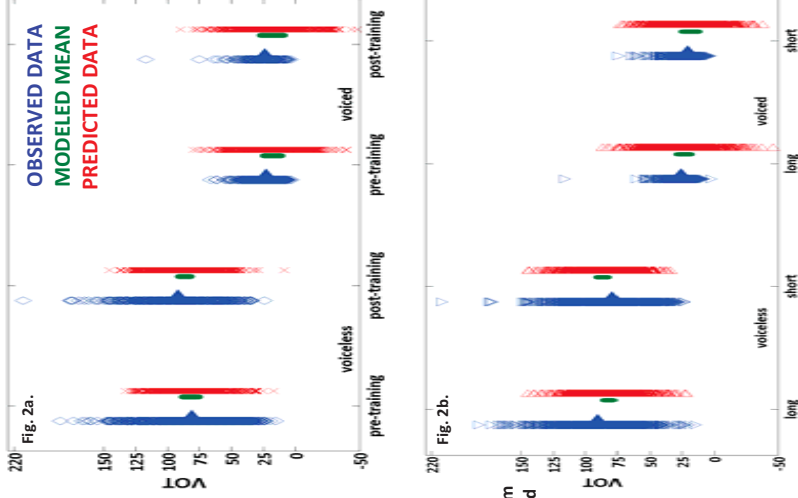 Fig. 2a.
OBSERVED DATA
MODELED MEAN
PREDICTED DATA
VOT
220
150
125
100
75
50
25
0
-50
pre-training
post-training
pre-training
post-training
voiceless
voiced
Fig. 2b.
m
d
VOT
220
150
125
100
75
50
25
0
-50
long
short
long
short
voiceless
voiced